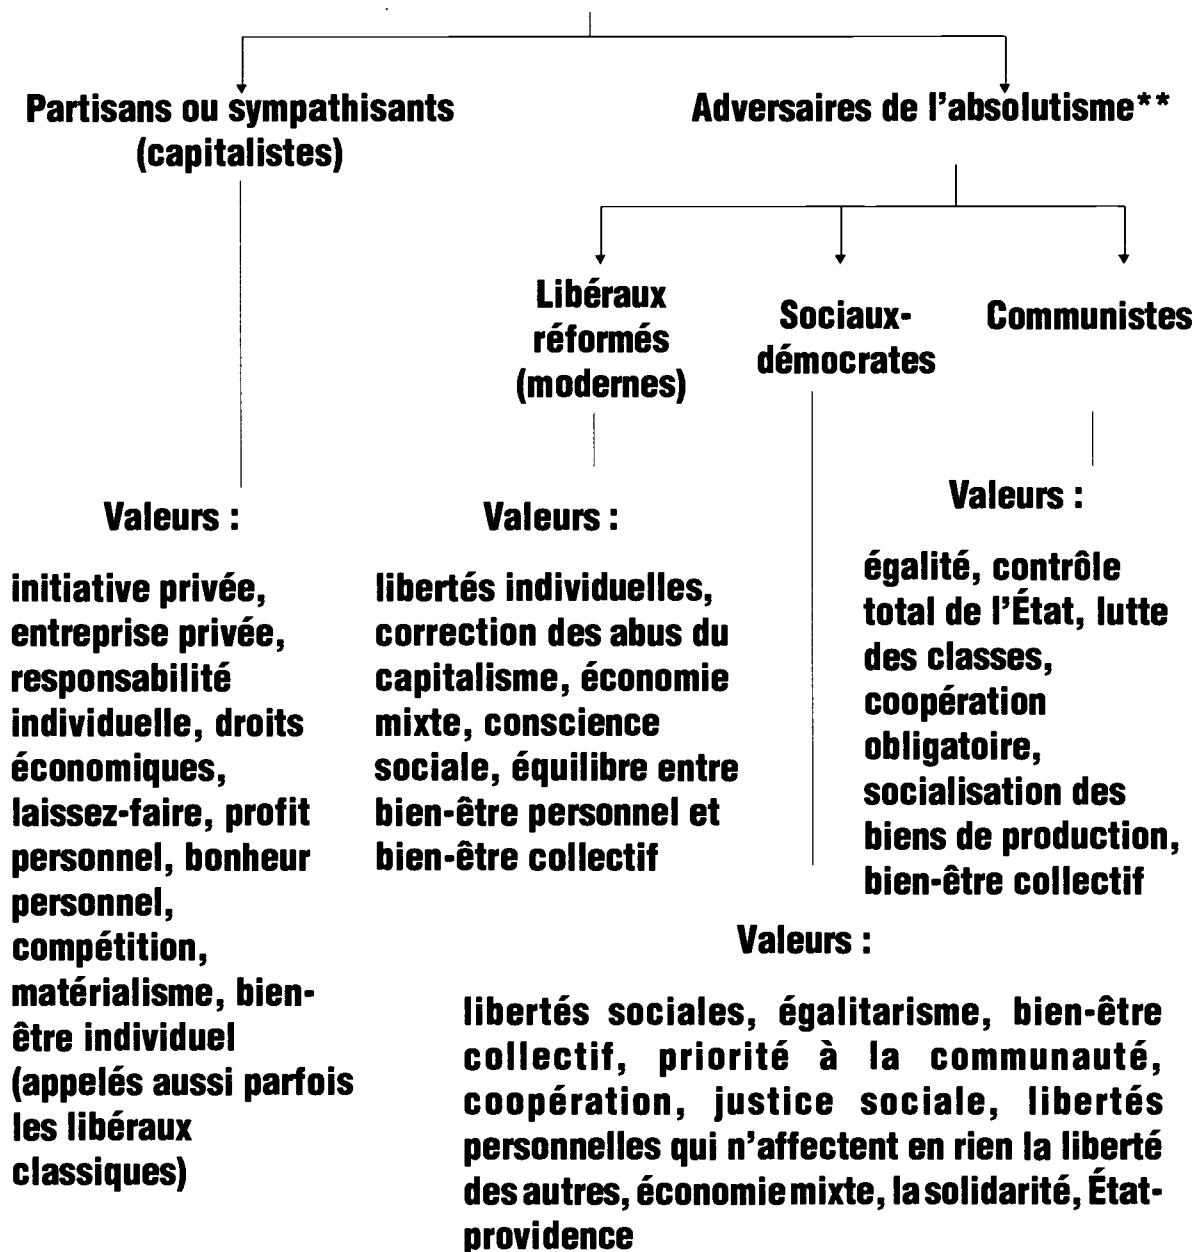 Partisans ou sympathisants
(capitalistes)
Adversaires de l'absolutisme**
Libéraux
réformés
(modernes)
Sociaux-
démocrates
Communistes
Valeurs :
initiative privée,
entreprise privée,
responsabilité
individuelle, droits
économiques,
laissez-faire, profit
personnel, bonheur
personnel,
compétition,
matérialisme, bien-
être individuel
(appelés aussi parfois
les libéraux
classiques)
Valeurs :
libertés individuelles,
correction des abus du
capitalisme, économie
mixte, conscience
sociale, équilibre entre
bien-être personnel et
bien-être collectif
Valeurs :
égalité, contrôle
total de l'État, lutte
des classes,
coopération
obligatoire,
socialisation des
biens de production,
bien-être collectif
Valeurs :
libertés sociales, égalitarisme, bien-être
collectif, priorité à la communauté,
coopération, justice sociale, libertés
personnelles qui n'affectent en rien la liberté
des autres, économie mixte, la solidarité, État-
providence